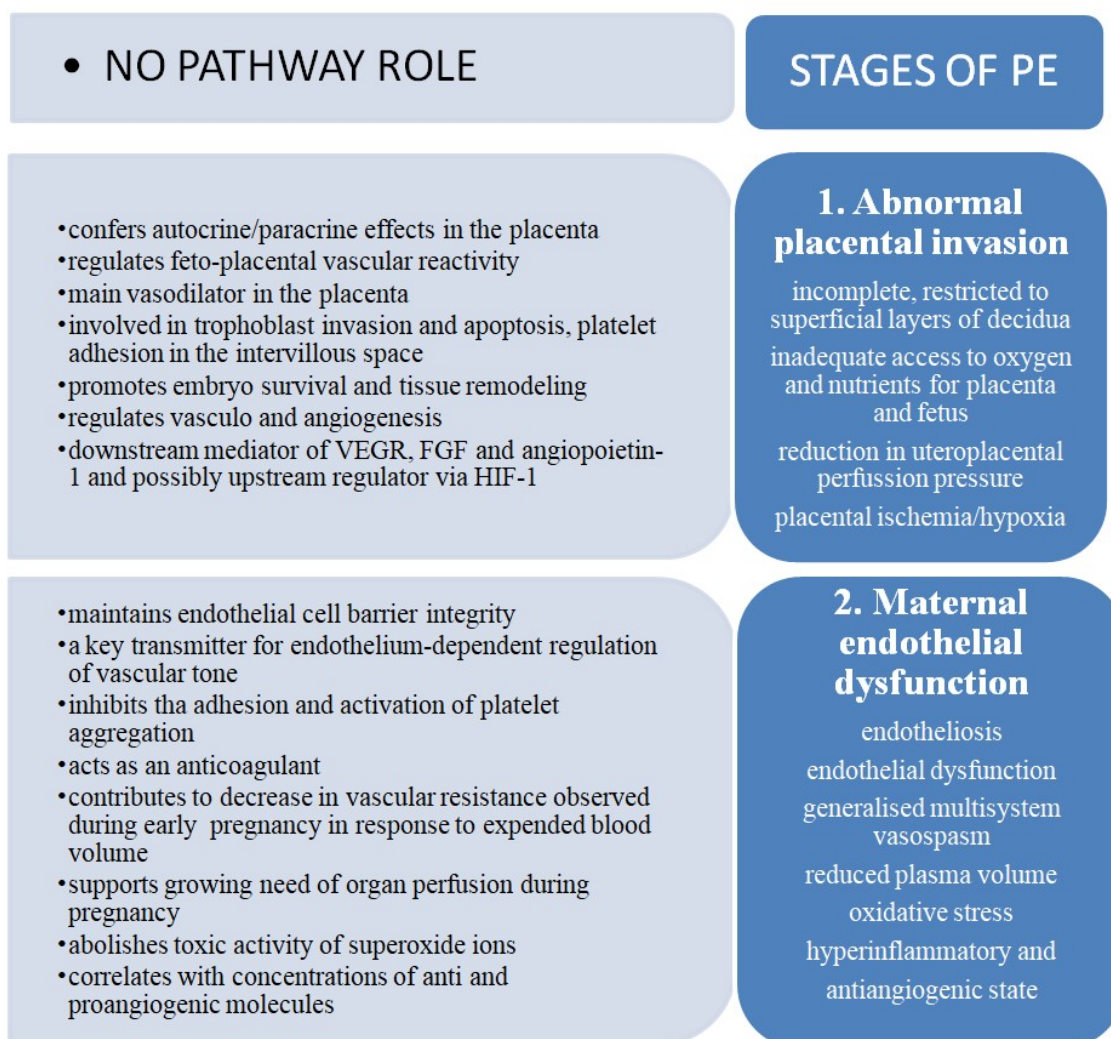 • NO PATHWAY ROLE
STAGES OF PE
•confers autocrine/paracrine effects in the placenta
•regulates feto-placental vascular reactivity
•main vasodilator in the placenta
•involved in trophoblast invasion and apoptosis, platelet
adhesion in the intervillous space
•promotes embryo survival and tissue remodeling
•regulates vasculo and angiogenesis
•downstream mediator of VEGR, FGF and angiopoietin-
1 and possibly upstream regulator via HIF-1
1. Abnormal
placental invasion
incomplete, restricted to
superficial layers of decidua
inadequate access to oxygen
and nutrients for placenta
and fetus
reduction in uteroplacental
perfussion pressure
placental ischemia/hypoxia
•maintains endothelial cell barrier integrity
•a key transmitter for endothelium-dependent regulation
of vascular tone
•inhibits tha adhesion and activation of platelet
aggregation
•acts as an anticoagulant
•contributes to decrease in vascular resistance observed
during early pregnancy in response to expended blood
volume
•supports growing need of organ perfusion during
pregnancy
•abolishes toxic activity of superoxide ions
•correlates with concentrations of anti and
proangiogenic molecules
2. Maternal
endothelial
dysfunction
endotheliosis
endothelial dysfunction
generalised multisystem
vasospasm
reduced plasma volume
oxidative stress
hyperinflammatory and
antiangiogenic state